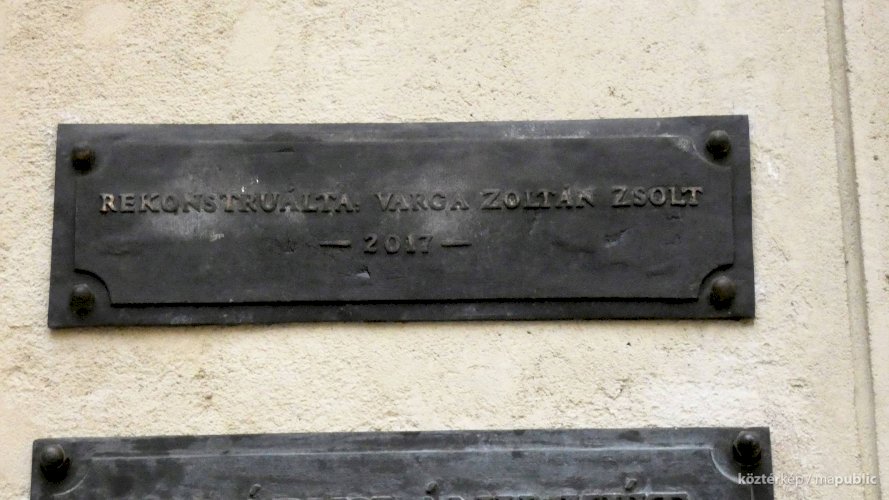 REKONSTRUÁLTA: VARGA ZOLTÁN ZSOLT
— 2017 —
köztérkép / mapublic